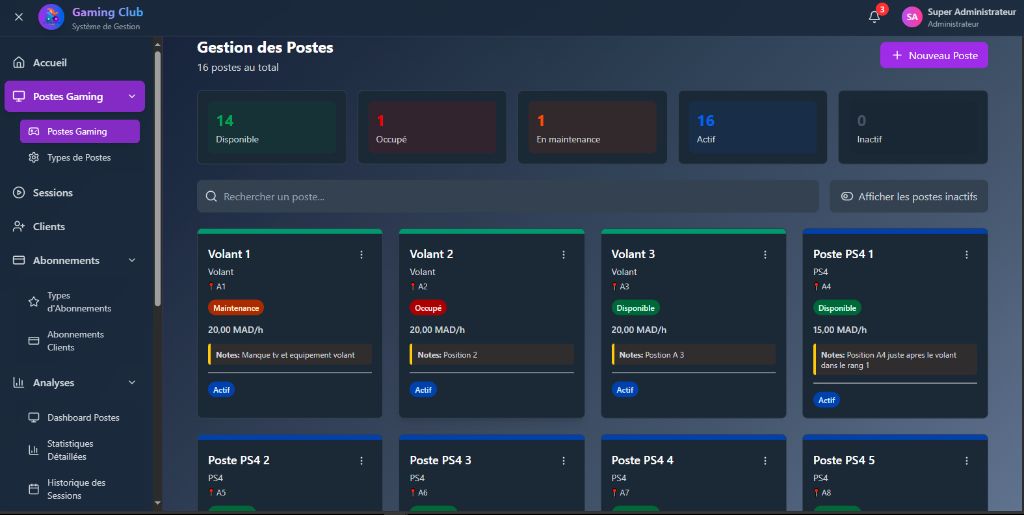 Gaming Club
Système de Gestion
3
SA
Super Administrateur
Administrateur
Accueil
Postes Gaming
Postes Gaming
Types de Postes
Sessions
Clients
Abonnements
Types
d'Abonnements
Abonnements
Clients
Analyses
Dashboard Postes
Statistiques
Détaillées
Historique des
Sessions
Gestion des Postes
16 postes au total
Nouveau Poste
14
Disponible
1
Occupé
1
En maintenance
16
Actif
0
Inactif
Rechercher un poste...
Afficher les postes inactifs
Volant 1
Volant
A1
Maintenance
20,00 MAD/h
Notes: Manque tv et equipement volant
Actif
Volant 2
Volant
A2
Occupé
20,00 MAD/h
Notes: Position 2
Actif
Volant 3
Volant
A3
Disponible
20,00 MAD/h
Notes: Postion A 3
Actif
Poste PS4 1
PS4
A4
Disponible
15,00 MAD/h
Notes: Position A4 juste apres le volant
dans le rang 1
Actif
Poste PS4 2
PS4
A5
Poste PS4 3
PS4
A6
Poste PS4 4
PS4
A7
Poste PS4 5
PS4
A8